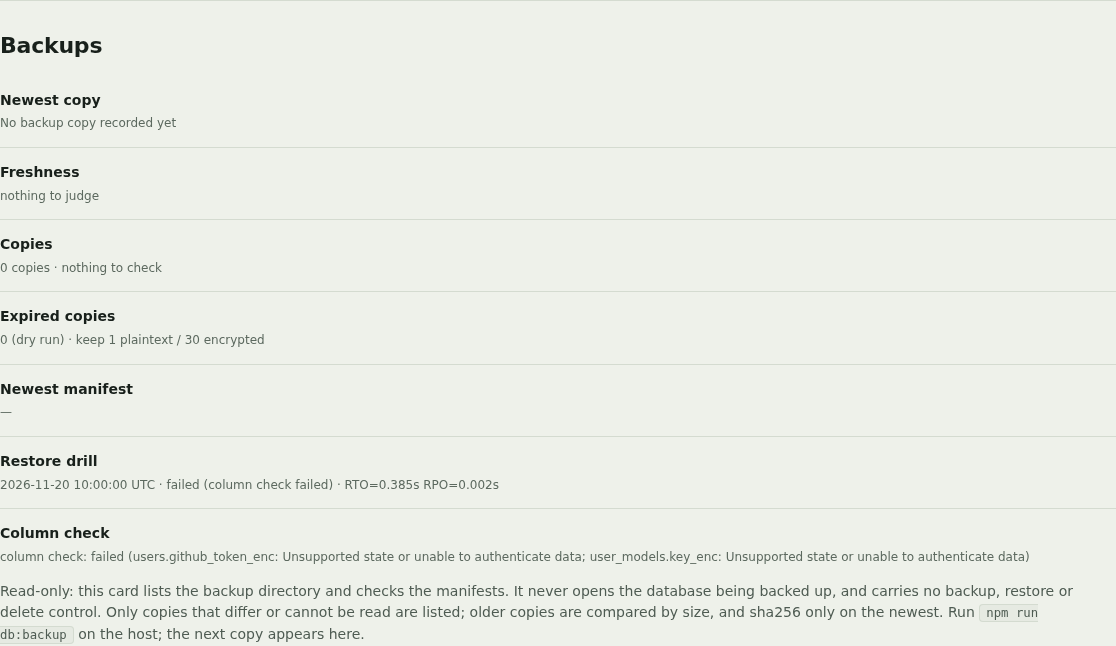 Backups
Newest copy
No backup copy recorded yet
Freshness
nothing to judge
Copies
0 copies · nothing to check
Expired copies
0 (dry run) · keep 1 plaintext / 30 encrypted
Newest manifest
—
Restore drill
2026-11-20 10:00:00 UTC · failed (column check failed) · RTO=0.385s RPO=0.002s
Column check
column check: failed (users.github_token_enc: Unsupported state or unable to authenticate data; user_models.key_enc: Unsupported state or unable to authenticate data)
Read-only: this card lists the backup directory and checks the manifests. It never opens the database being backed up, and carries no backup, restore or
delete control. Only copies that differ or cannot be read are listed; older copies are compared by size, and sha256 only on the newest. Run npm run
db:backup on the host; the next copy appears here.